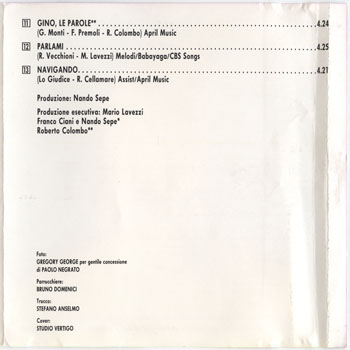 11 GINO, LE PAROLE** 4.24
(G. Monti - F. Premoli - R. Colombo) April Music
12 PARLAMI 4.25
(R. Vecchioni - M. Lavezzi) Melodi/Babayaga/CBS Songs
13 NAVIGANDO 4.21
(Lo Giudice - R. Cellamare) Assist/April Music
Produzione: Nando Sepe
Produzione esecutiva: Mario Lavezzi
Franco Ciani e Nando Sepe*
Roberto Colombo**
Foto:
GREGORY GEORGE per gentile concessione
di PAOLO NEGRATO
Parrucchiere:
BRUNO DOMENICI
Trucco:
STEFANO ANSELMO
Cover:
STUDIO VERTIGO